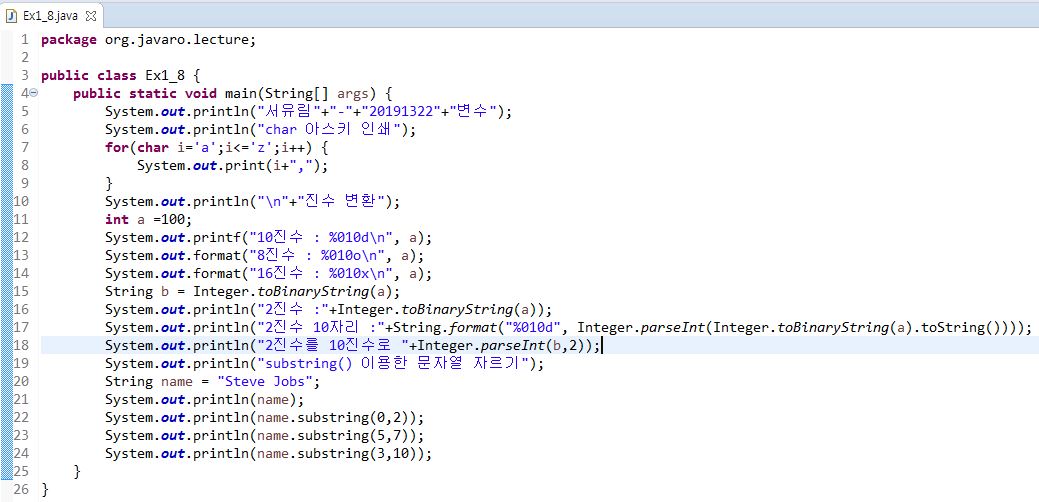 Ex1_8.java
1 package org.javaro.lecture;
2
3 public class Ex1_8 {
4 public static void main(String[] args) {
5 System.out.println("서유림"+"-"+"20191322"+"변수");
6 System.out.println("char 아스키 인쇄");
7 for(char i='a';i<='z';i++) {
8 System.out.print(i+",");
9 }
10 System.out.println("\n"+"진수 변환");
11 int a =100;
12 System.out.printf("10진수 : %010d\n", a);
13 System.out.format("8진수 : %010o\n", a);
14 System.out.format("16진수 : %010x\n", a);
15 String b = Integer.toBinaryString(a);
16 System.out.println("2진수 :"+Integer.toBinaryString(a));
17 System.out.println("2진수 10자리 :"+String.format("%010d", Integer.parseInt(Integer.toBinaryString(a).toString())));
18 System.out.println("2진수를 10진수로 "+Integer.parseInt(b,2));
19 System.out.println("substring() 이용한 문자열 자르기");
20 String name = "Steve Jobs";
21 System.out.println(name);
22 System.out.println(name.substring(0,2));
23 System.out.println(name.substring(5,7));
24 System.out.println(name.substring(3,10));
25 }
26 }